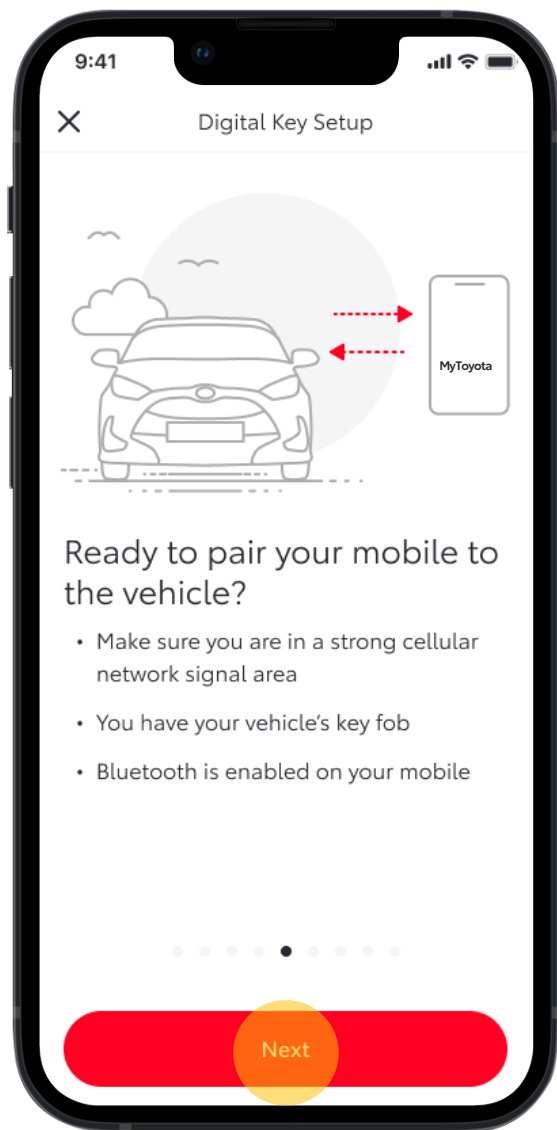 9:41
Digital Key Setup
MyToyota
Ready to pair your mobile to
the vehicle?
• Make sure you are in a strong cellular
network signal area
• You have your vehicle’s key fob
• Bluetooth is enabled on your mobile
Next